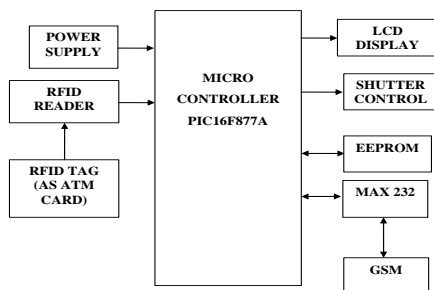 POWER
SUPPLY
RFID
READER
RFID TAG
(AS ATM
CARD)
MICRO
CONTROLLER
PIC16F877A
LCD
DISPLAY
SHUTTER
CONTROL
EEPROM
MAX 232
GSM